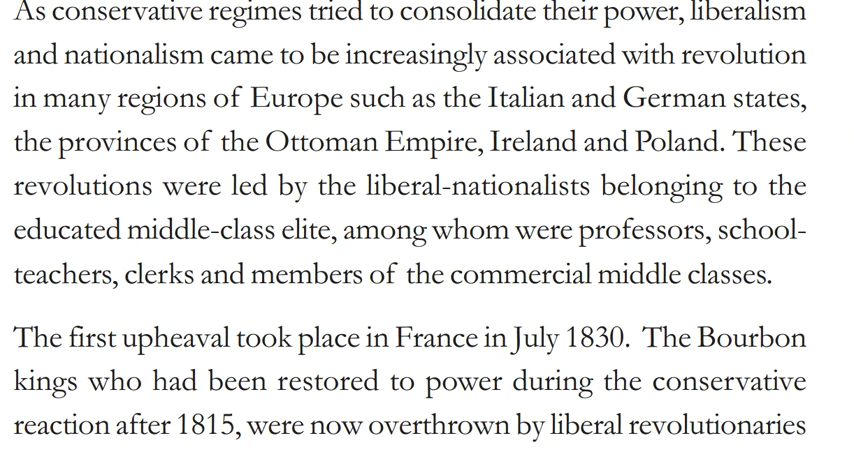 As conservative regimes tried to consolidate their power, liberalism
and nationalism came to be increasingly associated with revolution
in many regions of Europe such as the Italian and German states,
the provinces of the Ottoman Empire, Ireland and Poland. These
revolutions were led by the liberal-nationalists belonging to the
educated middle-class elite, among whom were professors, school-
teachers, clerks and members of the commercial middle classes.
The first upheaval took place in France in July 1830. The Bourbon
kings who had been restored to power during the conservative
reaction after 1815, were now overthrown by liberal revolutionaries